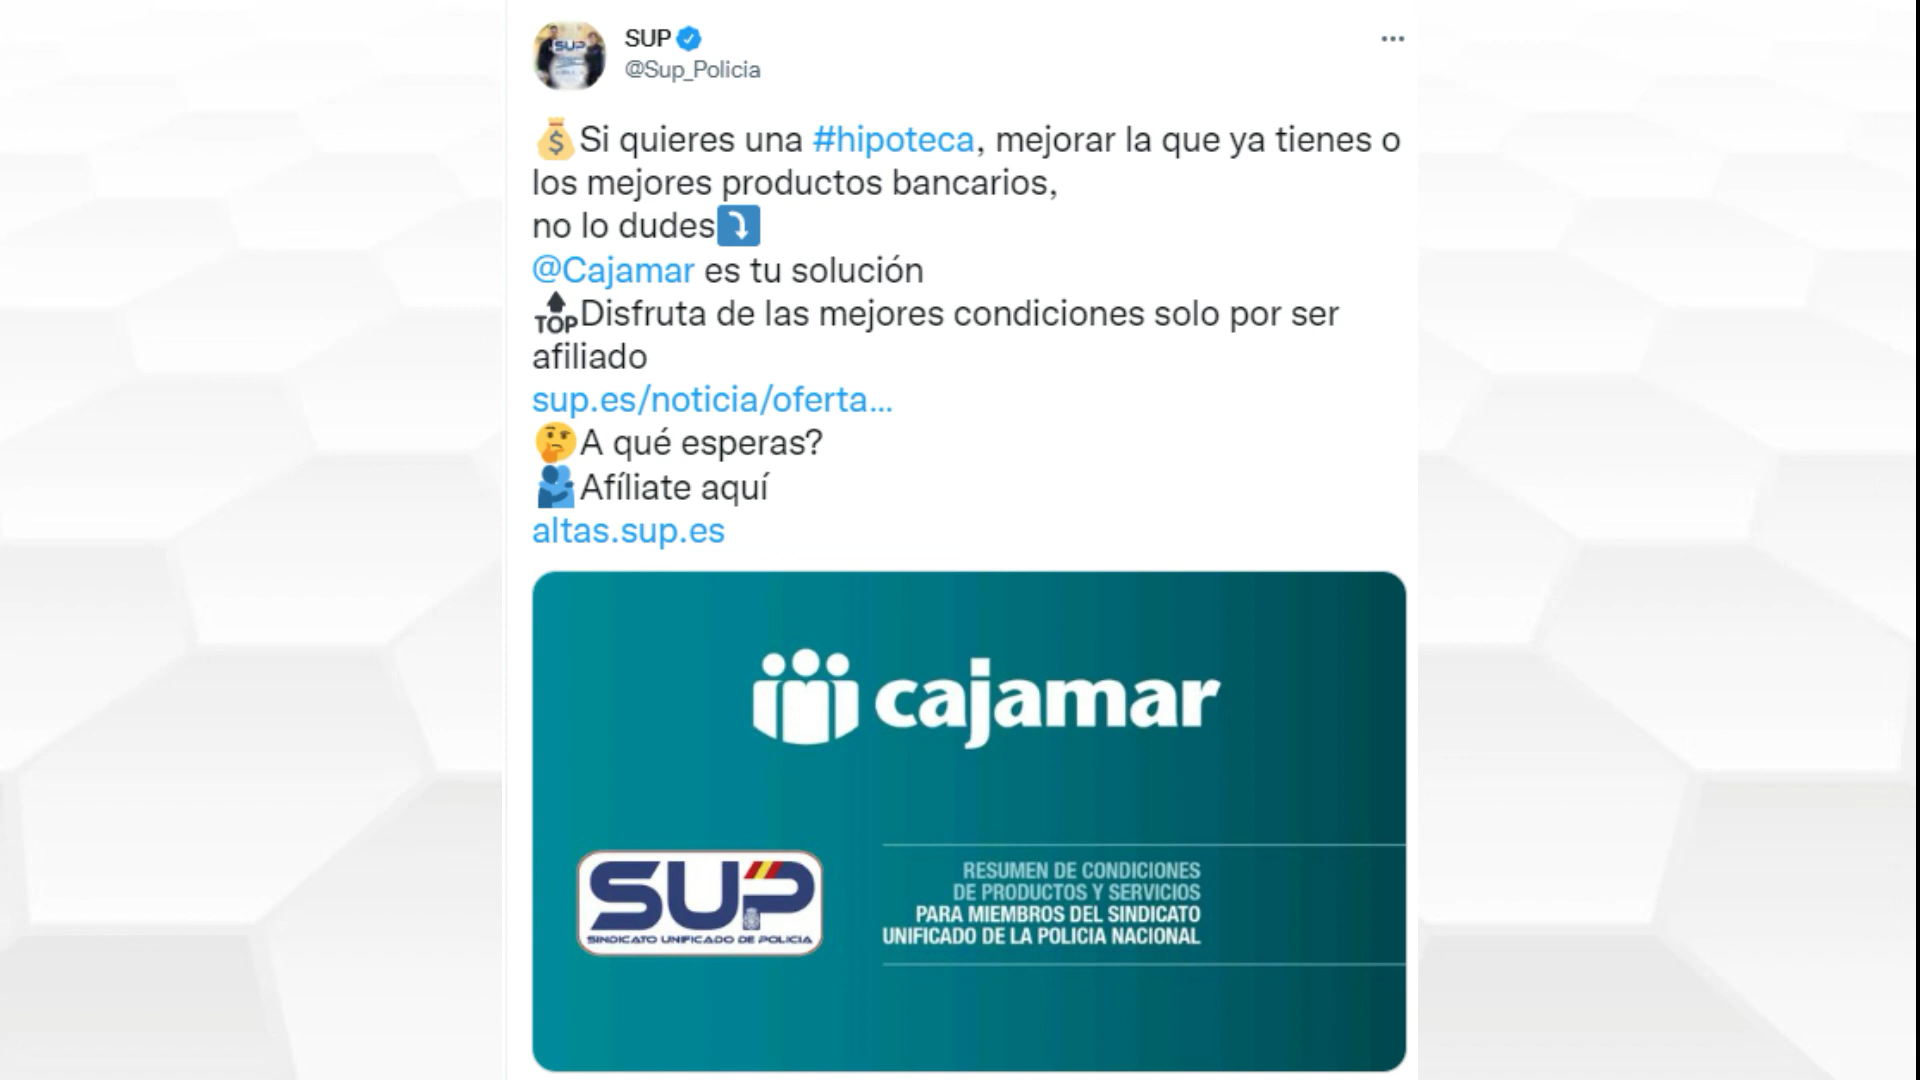 SUP
@Sup_Policia
Si quieres una #hipoteca, mejorar la que ya tienes o
los mejores productos bancarios,
no lo dudes
@Cajamar es tu solución
TOP Disfruta de las mejores condiciones solo por ser
afiliado
sup.es/noticia/oferta...
A qué esperas?
Afíliate aquí
altas.sup.es
cajamar
SUP
SINDICATO UNIFICADO DE POLICIA
RESUMEN DE CONDICIONES
DE PRODUCTOS Y SERVICIOS
PARA MIEMBROS DEL SINDICATO
UNIFICADO DE LA POLICIA NACIONAL